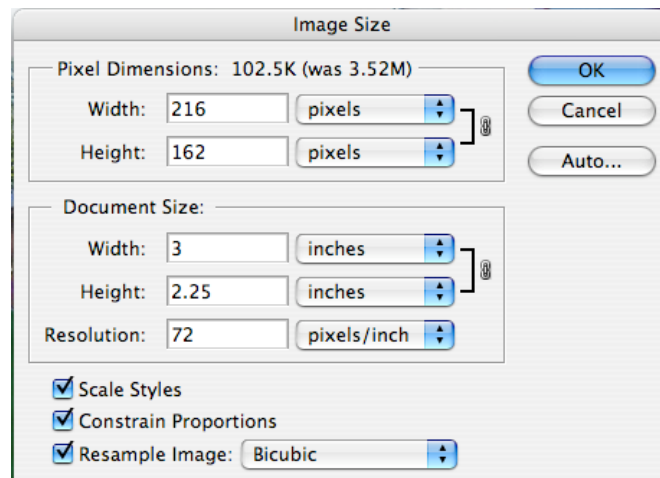 Image Size
Pixel Dimensions: 102.5K (was 3.52M)
OK
Width: 216 pixels
Cancel
Height: 162 pixels
Auto...
Document Size:
Width: 3 inches
Height: 2.25 inches
Resolution: 72 pixels/inch
Scale Styles
Constrain Proportions
Resample Image: Bicubic